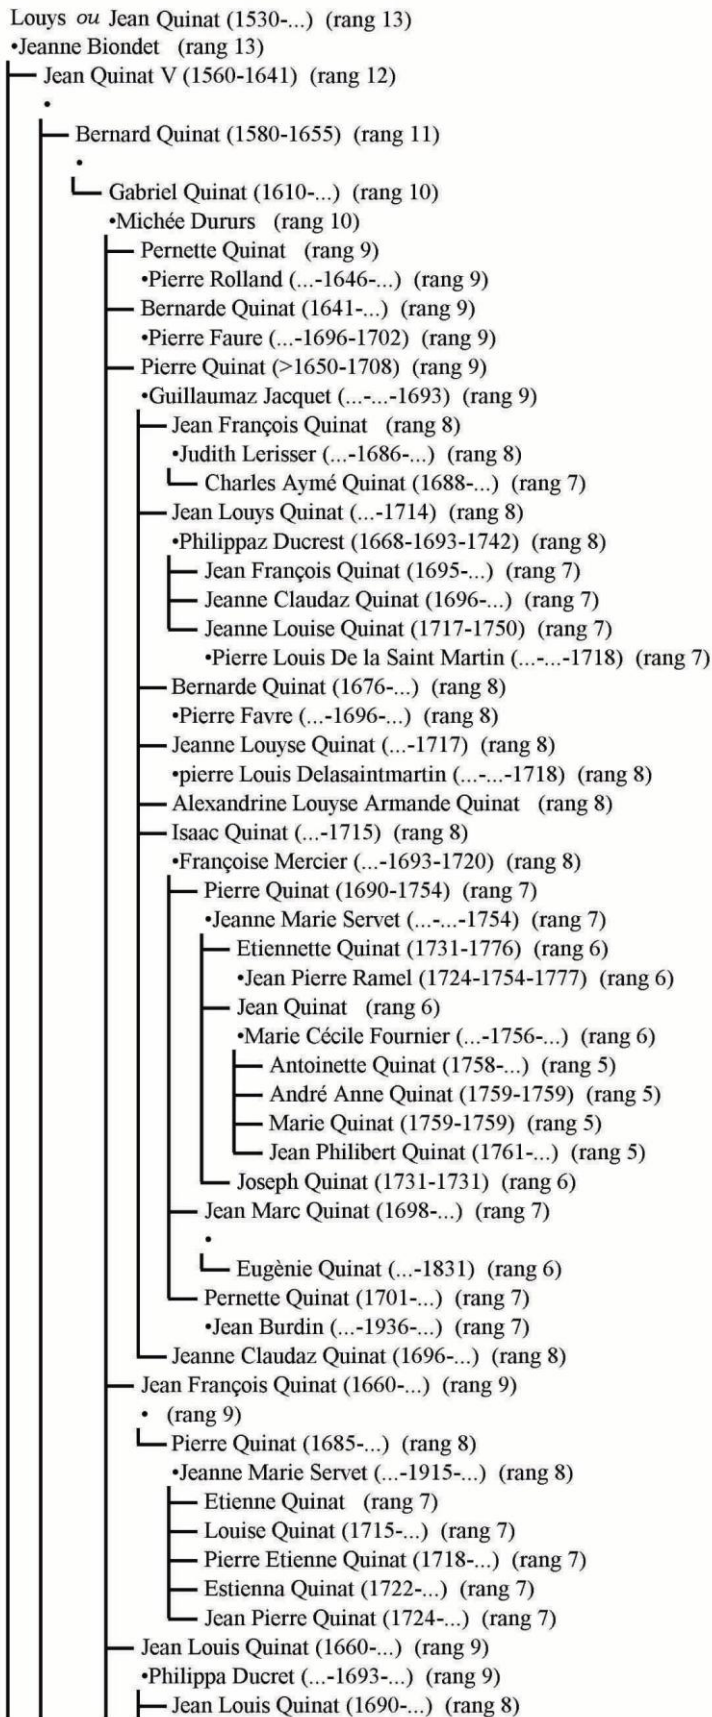 Louys ou Jean Quinat (1530-...) (rang 13)
•Jeanne Biondet (rang 13)
Jean Quinat V (1560-1641) (rang 12)
•
Bernard Quinat (1580-1655) (rang 11)
•
Gabriel Quinat (1610-...) (rang 10)
•Michée Dururs (rang 10)
Pernette Quinat (rang 9)
•Pierre Rolland (...-1646-...) (rang 9)
Bernarde Quinat (1641-...) (rang 9)
•Pierre Faure (...-1696-1702) (rang 9)
Pierre Quinat (>1650-1708) (rang 9)
•Guillaumaz Jacquet (...-...-1693) (rang 9)
Jean François Quinat (rang 8)
•Judith Lerisser (...-1686-...) (rang 8)
Charles Aymé Quinat (1688-...) (rang 7)
Jean Louys Quinat (...-1714) (rang 8)
•Philippaz Ducrest (1668-1693-1742) (rang 8)
Jean François Quinat (1695-...) (rang 7)
Jeanne Claudaz Quinat (1696-...) (rang 7)
Jeanne Louise Quinat (1717-1750) (rang 7)
•Pierre Louis De la Saint Martin (...-...-1718) (rang 7)
Bernarde Quinat (1676-...) (rang 8)
•Pierre Favre (...-1696-...) (rang 8)
Jeanne Louyse Quinat (...-1717) (rang 8)
•pierre Louis Delasaintmartin (...-...-1718) (rang 8)
Alexandrine Louyse Armande Quinat (rang 8)
Isaac Quinat (...-1715) (rang 8)
•Françoise Mercier (...-1693-1720) (rang 8)
Pierre Quinat (1690-1754) (rang 7)
•Jeanne Marie Servet (...-...-1754) (rang 7)
Etiennette Quinat (1731-1776) (rang 6)
•Jean Pierre Ramel (1724-1754-1777) (rang 6)
Jean Quinat (rang 6)
•Marie Cécile Fournier (...-1756-...) (rang 6)
Antoinette Quinat (1758-...) (rang 5)
André Anne Quinat (1759-1759) (rang 5)
Marie Quinat (1759-1759) (rang 5)
Jean Philibert Quinat (1761-...) (rang 5)
Joseph Quinat (1731-1731) (rang 6)
Jean Marc Quinat (1698-...) (rang 7)
•
Eugènie Quinat (...-1831) (rang 6)
Pernette Quinat (1701-...) (rang 7)
•Jean Burdin (...-1936-...) (rang 7)
Jeanne Claudaz Quinat (1696-...) (rang 8)
Jean François Quinat (1660-...) (rang 9)
• (rang 9)
Pierre Quinat (1685-...) (rang 8)
•Jeanne Marie Servet (...-1915-...) (rang 8)
Etienne Quinat (rang 7)
Louise Quinat (1715-...) (rang 7)
Pierre Etienne Quinat (1718-...) (rang 7)
Estienna Quinat (1722-...) (rang 7)
Jean Pierre Quinat (1724-...) (rang 7)
Jean Louis Quinat (1660-...) (rang 9)
•Philippa Ducret (...-1693-...) (rang 9)
Jean Louis Quinat (1690-...) (rang 8)